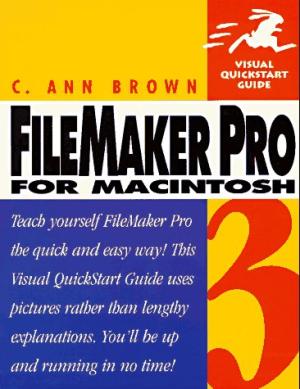 VISUAL
QUICKSTART
GUIDE
C. ANN BROWN
FILEMAKER PRO
FOR MACINTOSH
3
Teach yourself FileMaker Pro
the quick and easy way! This
Visual QuickStart Guide uses
pictures rather than lengthy
explanations. You'll be up
and running in no time!